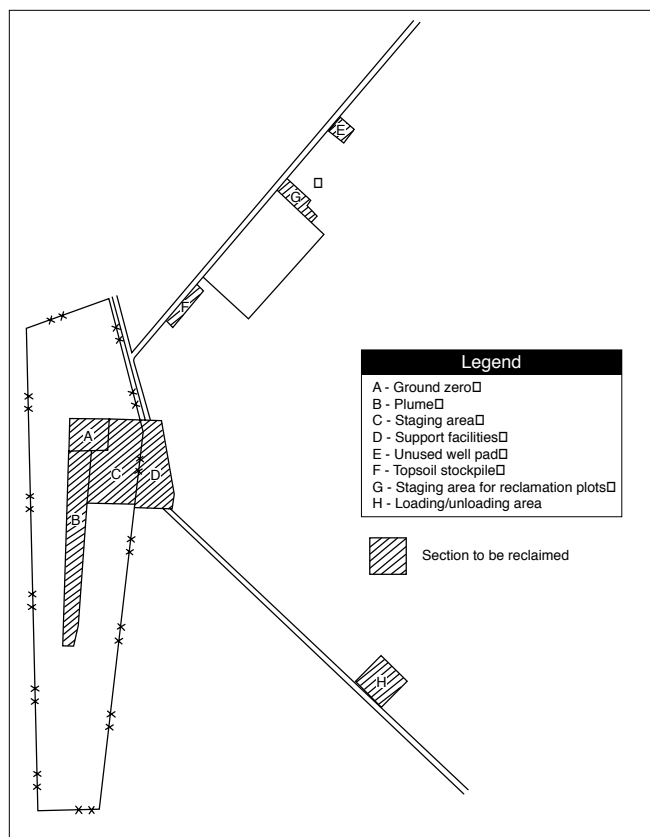 E
G
F
A
C
D
B
H
Legend
A - Ground zero
B - Plume
C - Staging area
D - Support facilities
E - Unused well pad
F - Topsoil stockpile
G - Staging area for reclamation plots
H - Loading/unloading area
Section to be reclaimed